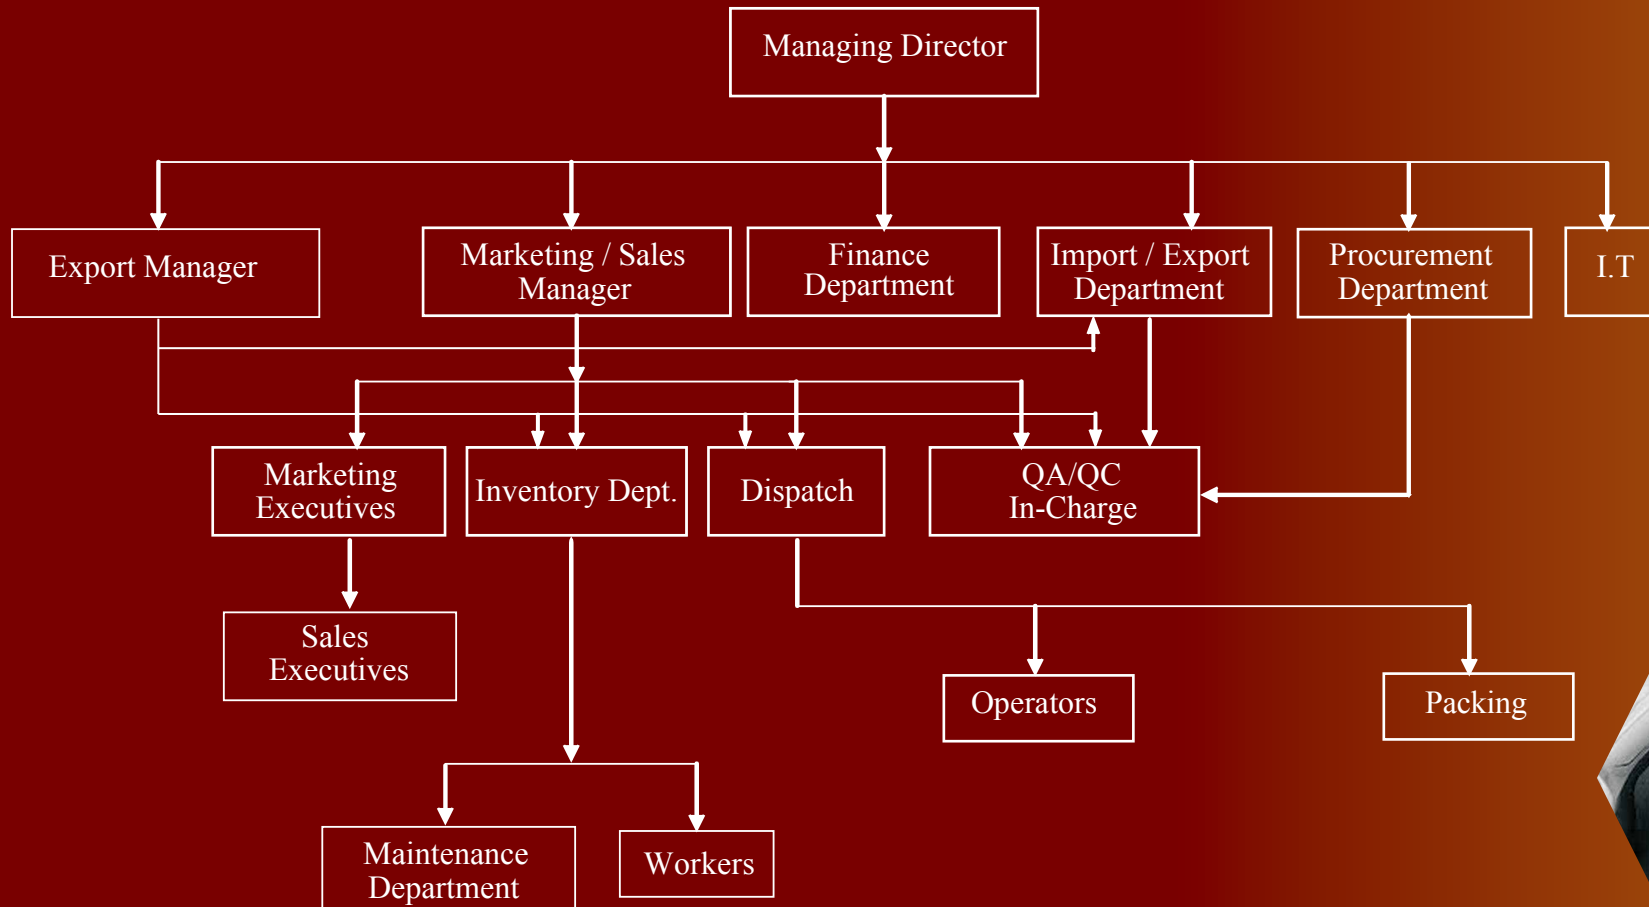 Managing Director
Export Manager
Marketing / Sales
Manager
Finance
Department
Import / Export
Department
Procurement
Department
I.T
Marketing
Executives
Inventory Dept.
Dispatch
QA/QC
In-Charge
Sales
Executives
Operators
Packing
Maintenance
Department
Workers